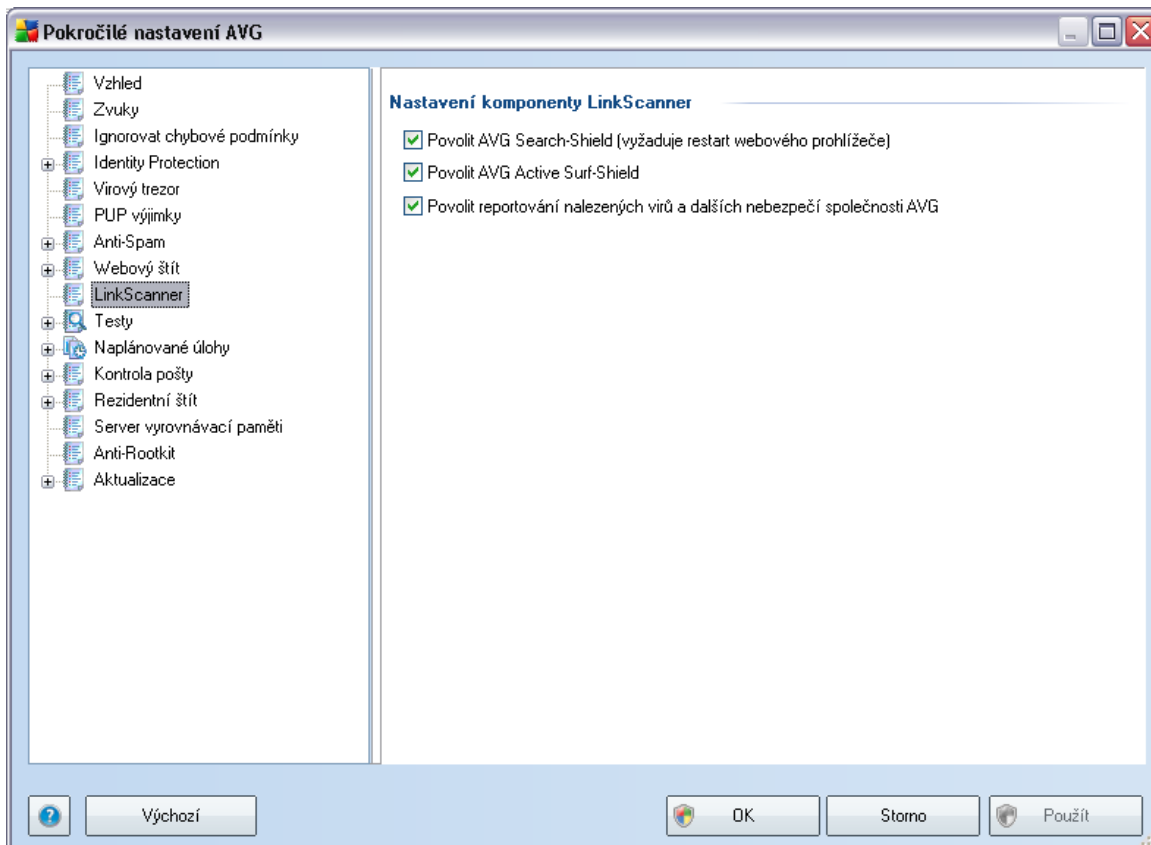 Pokročilé nastavení AVG
Vzhled
Zvuky
Ignorovat chybové podmínky
Identity Protection
Virový trezor
PUP výjimky
Anti-Spam
Webový štít
LinkScanner
Testy
Naplánované úlohy
Kontrola pošty
Rezidentní štít
Server vyrovnávací paměti
Anti-Rootkit
Aktualizace
Nastavení komponenty LinkScanner
Povolit AVG Search-Shield (vyžaduje restart webového prohlížeče)
Povolit AVG Active Surf-Shield
Povolit reportování nalezených virů a dalších nebezpečí společnosti AVG
Výchozí
OK
Storno
Použít